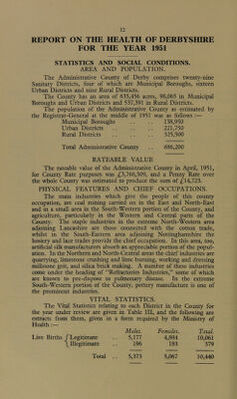 12
REPORT ON THE HEALTH OF DERBYSHIRE
FOR THE YEAR 1951
STATISTICS AND SOCIAL CONDITIONS.
AREA AND POPULATION.
The Administrative County of Derby comprises twenty-nine
Sanitary Districts, four of which are Municipal Boroughs, sixteen
Urban Districts and nine Rural Districts.
The County has an area of 635,456 acres, 98,065 in Municipal
Boroughs and Urban Districts and 537,391 in Rural Districts.
The population of the Administrative County as estimated by
the Registrar-General at the middle of 1951 was as follows :—
Municipal Boroughs .. .. 138,950
Urban Districts .. .. 221,750
Rural Districts .. .. 325,500
Total Administrative County .. 686,200
RATEABLE VALUE
The rateable value of the Administrative County in April, 1951,
for County Rate purposes was £3,768,509, and a Penny Rate over
the whole County was estimated to produce the sum of £14,723.
PHYSICAL FEATURES AND CHIEF OCCUPATIONS.
The main industries which give the people of this county
occupation, are coal mining carried on in the East and North-East
and in a small area in the South-Western portion of the County, and
agriculture, particularly in the Western and Central parts of the
County. The staple industries in the extreme North-Western area
adjoining Lancashire are those connected with the cotton trade,
whilst in the South-Eastern area adjoining Nottinghamshire the
hosiery and lace trades provide the chief occupation. In this area, too,
artificial silk manufacturers absorb an appreciable portion of the popul-
ation. In the Northern and North-Central areas the chief industries are
quarrying, limestone crushing and lime burning, working and dressing
millstone grit, and silica brick making. A number of these industries
come under the heading of "Refractories Industries," some of which
are known to pre-dispose to pulmonary disease. In the extreme
South-Western portion of the County, pottery manufacture is one of
the prominent industries.
VITAL STATISTICS.
The Vital Statistics relating to each District in the County for
the year under review are given in Table III, and the following are
extracts from them, given in a form required by the Ministry of
Health :—
Males. Females. Total.
Live Births { Legitimate .. 5,177 4,884 10,061
Illegitimate .. 196 183 379
Total .. 5,373 5,067 10,440